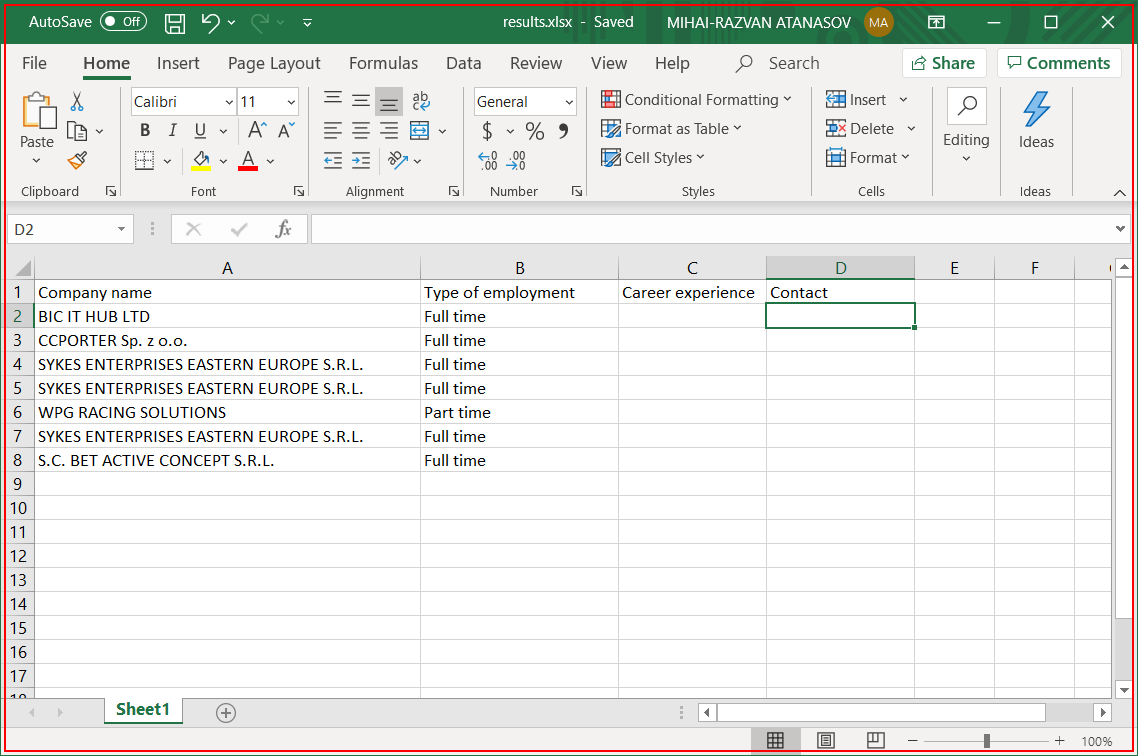 AutoSave Off results.xlsx - Saved MIHAI-RAZVAN ATANASOV MA
File Home Insert Page Layout Formulas Data Review View Help Search Share Comments
Paste
Clipboard
Calibri 11
B I U A A
A
Font
ab
Alignment
General
$ % 9
.00 .00
Number
Conditional Formatting
Format as Table
Cell Styles
Styles
Insert
Delete
Format
Cells
Editing
Ideas
Ideas
D2 fx
A B C D E F
1 Company name Type of employment Career experience Contact
2 BIC IT HUB LTD Full time
3 CCPORTER Sp. z o.o. Full time
4 SYKES ENTERPRISES EASTERN EUROPE S.R.L. Full time
5 SYKES ENTERPRISES EASTERN EUROPE S.R.L. Full time
6 WPG RACING SOLUTIONS Part time
7 SYKES ENTERPRISES EASTERN EUROPE S.R.L. Full time
8 S.C. BET ACTIVE CONCEPT S.R.L. Full time
9
10
11
12
13
14
15
16
17
18
Sheet1
100%